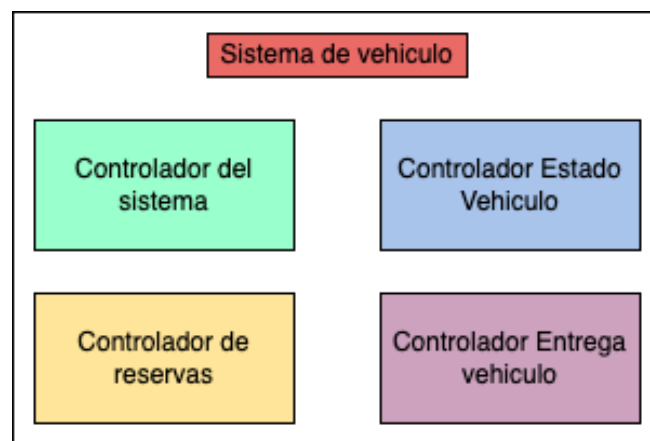 Sistema de vehiculo
Controlador del
sistema
Controlador Estado
Vehiculo
Controlador de
reservas
Controlador Entrega
vehiculo